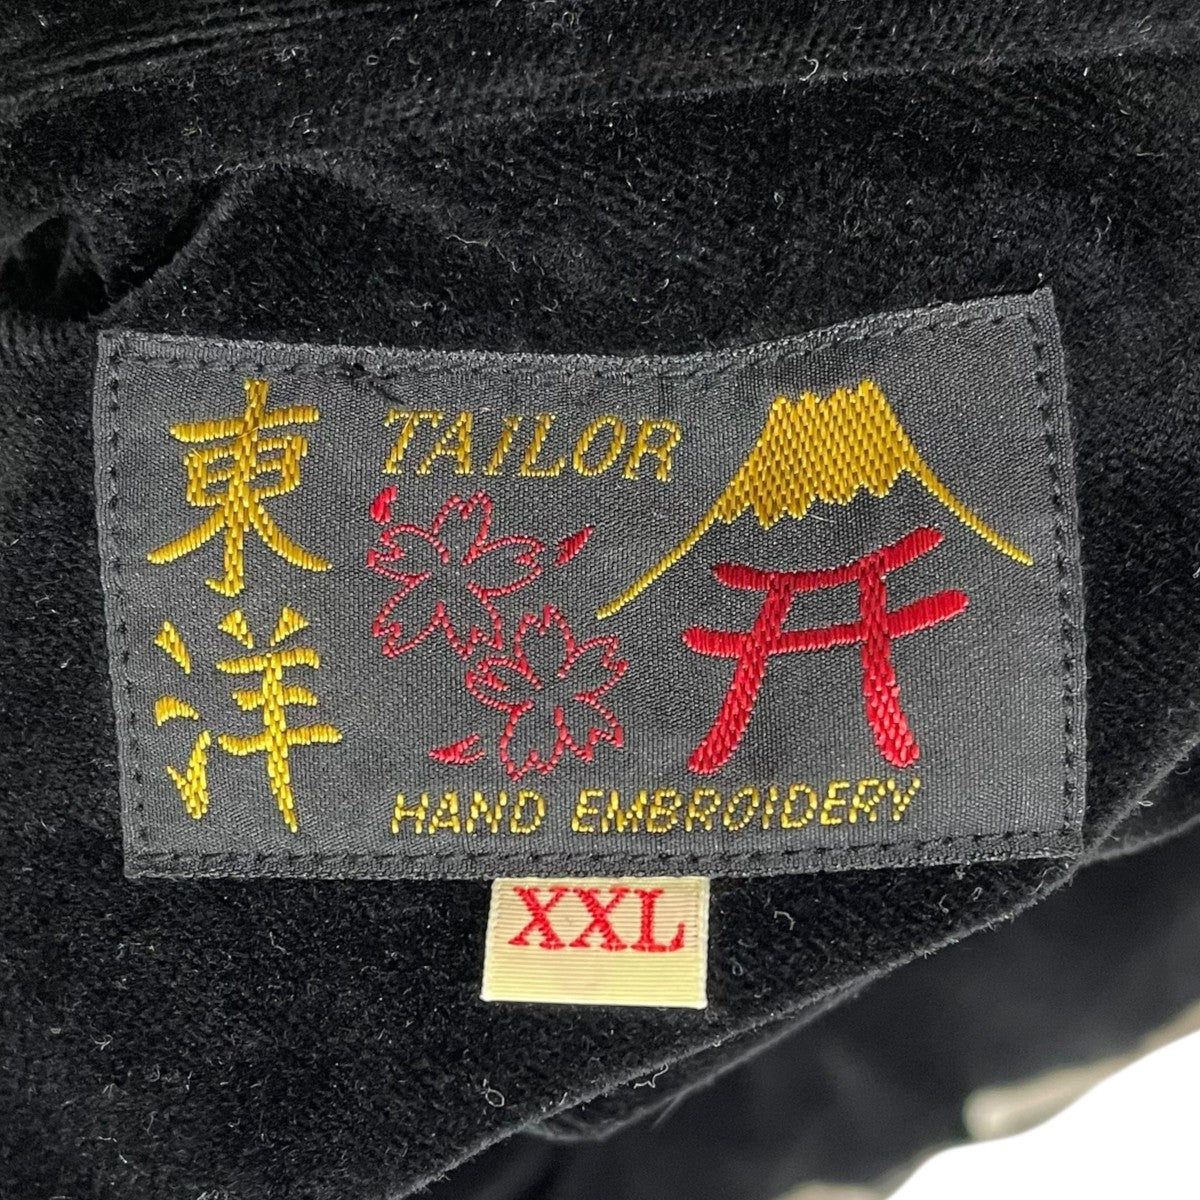 東洋
TAILOR
HAND EMBROIDERY
XXL